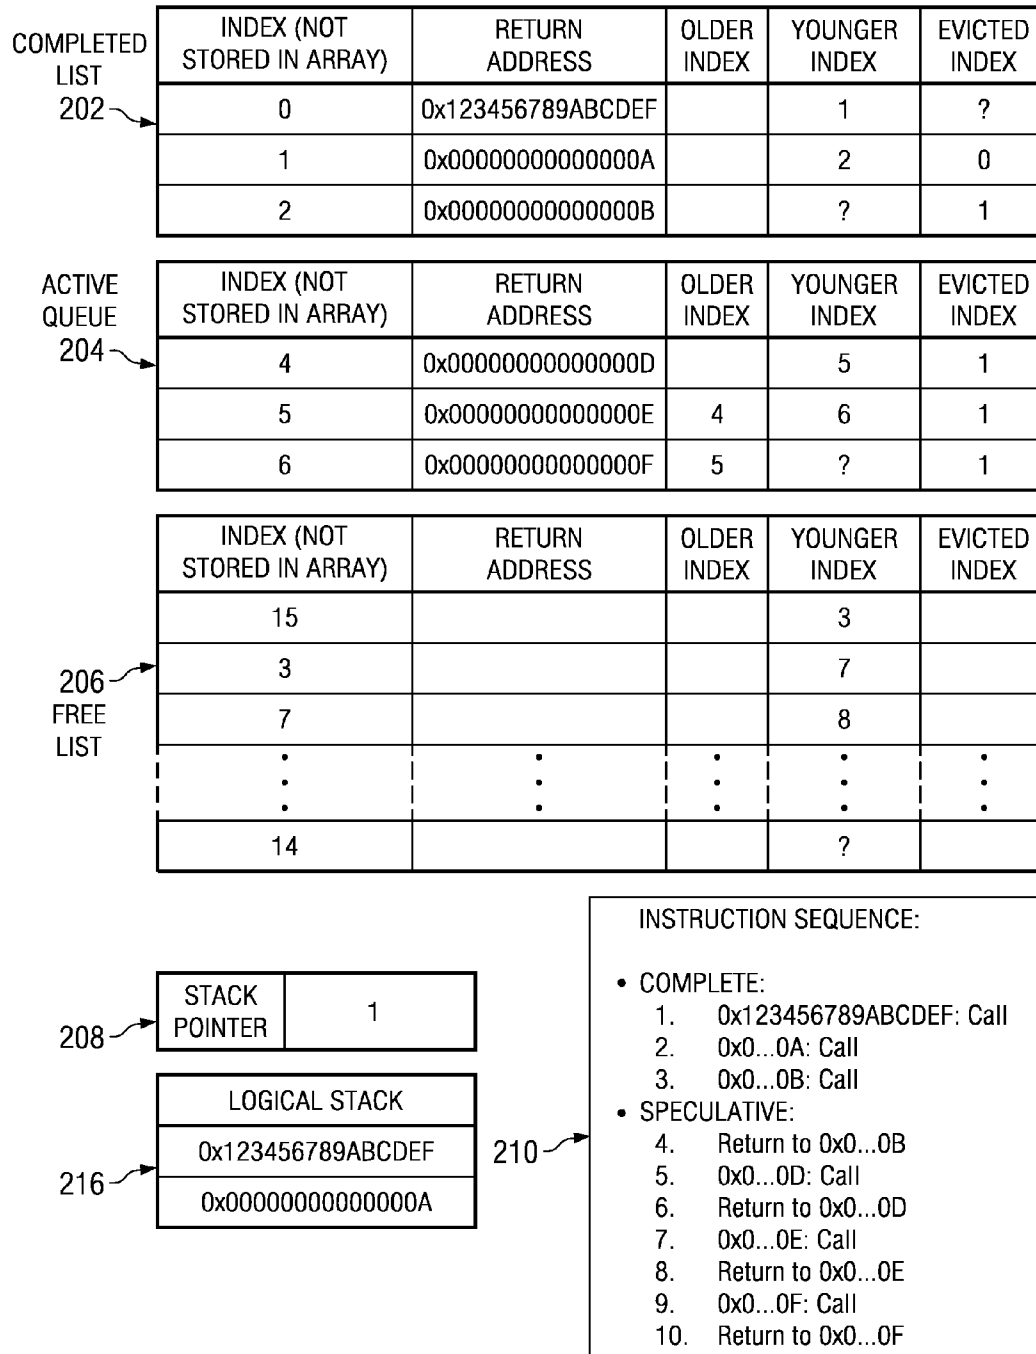 COMPLETED
LIST
202
INDEX (NOT STORED IN ARRAY) RETURN ADDRESS OLDER INDEX YOUNGER INDEX EVICTED INDEX
0 0x123456789ABCDEF 1 ?
1 0x00000000000000A 2 0
2 0x00000000000000B ? 1
ACTIVE
QUEUE
204
INDEX (NOT STORED IN ARRAY) RETURN ADDRESS OLDER INDEX YOUNGER INDEX EVICTED INDEX
4 0x00000000000000D 5 1
5 0x00000000000000E 4 6 1
6 0x00000000000000F 5 ? 1
206
FREE
LIST
INDEX (NOT STORED IN ARRAY) RETURN ADDRESS OLDER INDEX YOUNGER INDEX EVICTED INDEX
15 3
3 7
7 8
14 ?
208
STACK POINTER 1
216
LOGICAL STACK
0x123456789ABCDEF
0x00000000000000A
210
INSTRUCTION SEQUENCE:
• COMPLETE:
1. 0x123456789ABCDEF: Call
2. 0x0...0A: Call
3. 0x0...0B: Call
• SPECULATIVE:
4. Return to 0x0...0B
5. 0x0...0D: Call
6. Return to 0x0...0D
7. 0x0...0E: Call
8. Return to 0x0...0E
9. 0x0...0F: Call
10. Return to 0x0...0F